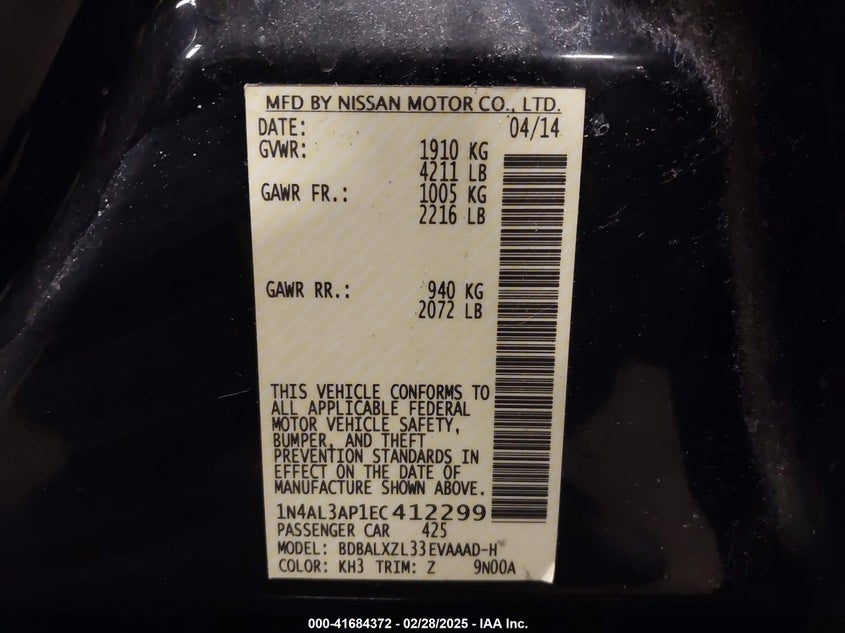 MFD BY NISSAN MOTOR CO., LTD.
DATE: 04/14
GVWR: 1910 KG
4211 LB
GAWR FR.: 1005 KG
2216 LB
GAWR RR.: 940 KG
2072 LB
THIS VEHICLE CONFORMS TO
ALL APPLICABLE FEDERAL
MOTOR VEHICLE SAFETY,
BUMPER, AND THEFT
PREVENTION STANDARDS IN
EFFECT ON THE DATE OF
MANUFACTURE SHOWN ABOVE.
1N4AL3AP1EC412299
PASSENGER CAR 425
MODEL: BDBALXZL33EVAAAD-H
COLOR: KH3 TRIM: Z 9N00A
000-41684372 - 02/28/2025 - IAA Inc.